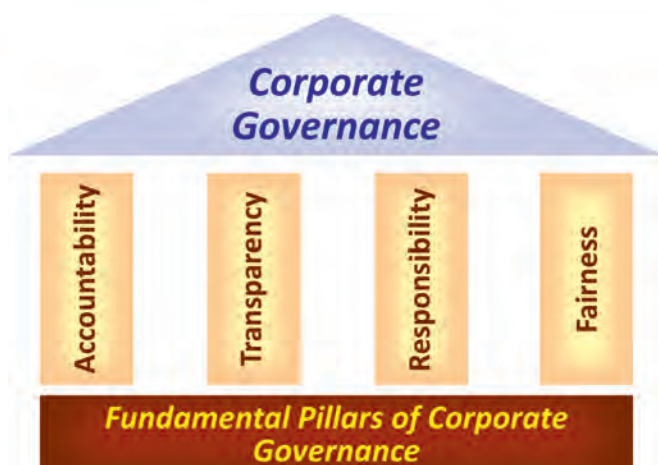 Corporate
Governance
Accountability
Transparency
Responsibility
Fairness
Fundamental Pillars of Corporate
Governance